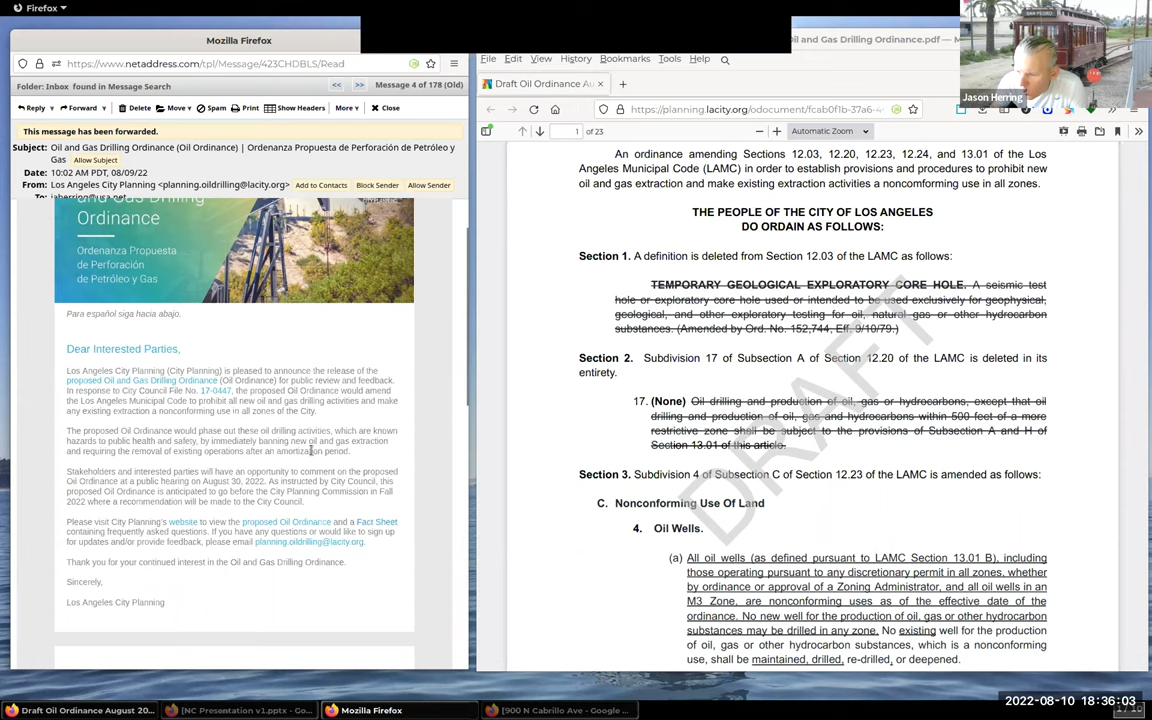 Firefox
Mozilla Firefox
https://www.netaddress.com/tpl/Message/423CHDBLS/Read
Folder: Inbox found in Message Search
<< >> Message 4 of 178 (Old)
Reply Forward Delete Move Spam Print Show Headers More Close
This message has been forwarded.
Subject: Oil and Gas Drilling Ordinance (Oil Ordinance) | Ordenanza Propuesta de Perforación de Petróleo y
Gas Allow Subject
Date: 10:02 AM PDT, 08/09/22
From: Los Angeles City Planning <planning.oildrilling@lacity.org> Add to Contacts Block Sender Allow Sender
and Gas Drilling
Ordinance
Ordenanza Propuesta
de Perforación
de Petróleo y Gas
Para español siga hacia abajo.
Dear Interested Parties,
Los Angeles City Planning (City Planning) is pleased to announce the release of the
proposed Oil and Gas Drilling Ordinance (Oil Ordinance) for public review and feedback.
In response to City Council File No. 17-0447, the proposed Oil Ordinance would amend
the Los Angeles Municipal Code to prohibit all new oil and gas drilling activities and make
any existing extraction a nonconforming use in all zones of the City.
The proposed Oil Ordinance would phase out these oil drilling activities, which are known
hazards to public health and safety, by immediately banning new oil and gas extraction
and requiring the removal of existing operations after an amortization period.
Stakeholders and interested parties will have an opportunity to comment on the proposed
Oil Ordinance at a public hearing on August 30, 2022. As instructed by City Council, this
proposed Oil Ordinance is anticipated to go before the City Planning Commission in Fall
2022 where a recommendation will be made to the City Council.
Please visit City Planning's website to view the proposed Oil Ordinance and a Fact Sheet
containing frequently asked questions. If you have any questions or would like to sign up
for updates and/or provide feedback, please email planning.oildrilling@lacity.org.
Thank you for your continued interest in the Oil and Gas Drilling Ordinance.
Sincerely,
Los Angeles City Planning
il and Gas Drilling Ordinance.pdf — M
File Edit View History Bookmarks Tools Help
Draft Oil Ordinance Au
https://planning.lacity.org/odocument/fcab0f1b-37a6-4
1 of 23
Automatic Zoom
An ordinance amending Sections 12.03, 12.20, 12.23, 12.24, and 13.01 of the Los
Angeles Municipal Code (LAMC) in order to establish provisions and procedures to prohibit new
oil and gas extraction and make existing extraction activities a nonconforming use in all zones.
THE PEOPLE OF THE CITY OF LOS ANGELES
DO ORDAIN AS FOLLOWS:
Section 1. A definition is deleted from Section 12.03 of the LAMC as follows:
TEMPORARY GEOLOGICAL EXPLORATORY CORE HOLE. A seismic test
hole or exploratory core hole used or intended to be used exclusively for geophysical,
geological, and other exploratory testing for oil, natural gas or other hydrocarbon
substances. (Amended by Ord. No. 152,744, Eff. 9/10/79.)
Section 2. Subdivision 17 of Subsection A of Section 12.20 of the LAMC is deleted in its
entirety.
17. (None) Oil drilling and production of oil, gas or hydrocarbons, except that oil
drilling and production of oil, gas and hydrocarbons within 500 feet of a more
restrictive zone shall be subject to the provisions of Subsection A and H of
Section 13.01 of this article.
Section 3. Subdivision 4 of Subsection C of Section 12.23 of the LAMC is amended as follows:
C. Nonconforming Use Of Land
4. Oil Wells.
(a) All oil wells (as defined pursuant to LAMC Section 13.01 B), including
those operating pursuant to any discretionary permit in all zones, whether
by ordinance or approval of a Zoning Administrator, and all oil wells in an
M3 Zone, are nonconforming uses as of the effective date of the
ordinance. No new well for the production of oil, gas or other hydrocarbon
substances may be drilled in any zone. No existing well for the production
of oil, gas or other hydrocarbon substances, which is a nonconforming
use, shall be maintained, drilled, re-drilled, or deepened.
DRAFT
SAN PEDRO
Jason Herring
Draft Oil Ordinance August 20...
[NC Presentation v1.pptx - Go...
Mozilla Firefox
[900 N Cabrillo Ave - Google ...
2022-08-10 18:36:03